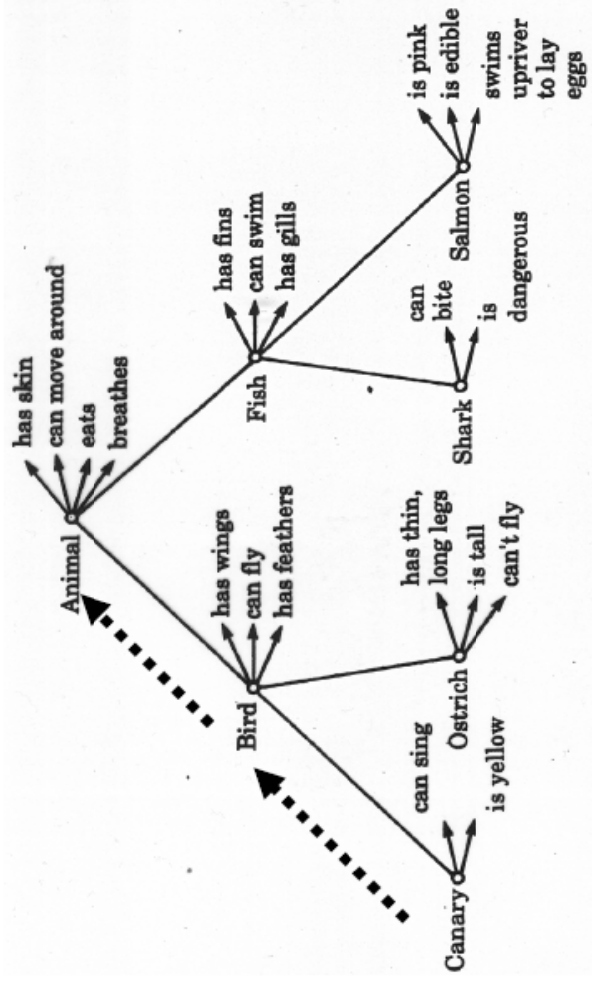 has skin
can move around
eats
breathes
Animal
has wings
can fly
has feathers
Bird
has fins
can swim
has gills
Fish
can sing
is yellow
Canary
has thin,
long legs
is tall
can't fly
Ostrich
can
bite
is
dangerous
Shark
is pink
is edible
swims
upriver
to lay
eggs
Salmon